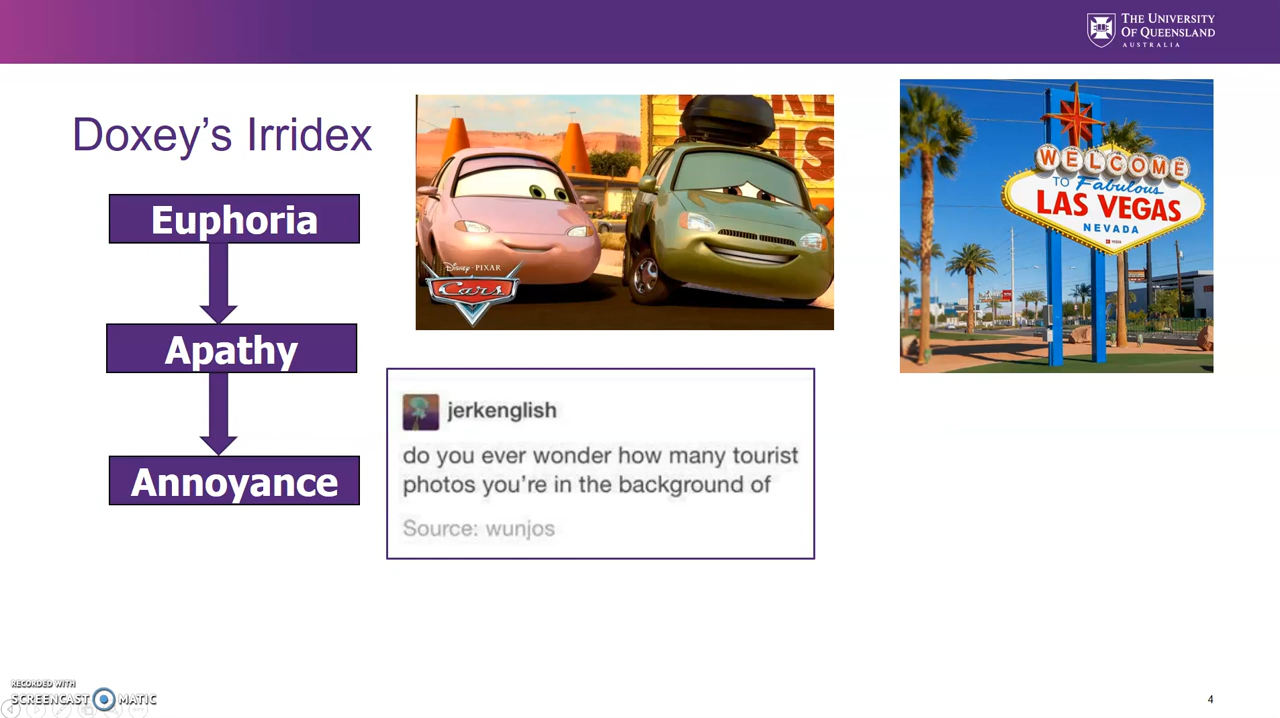 THE UNIVERSITY
OF QUEENSLAND
AUSTRALIA
Doxey's Irridex
Euphoria
Apathy
Annoyance
DISNEY·PIXAR
Cars
WELCOME
TO Fabulous
LAS VEGAS
NEVADA
jerkenglish
do you ever wonder how many tourist
photos you're in the background of
Source: wunjos
RECORDED WITH
SCREENCAST MATIC
4